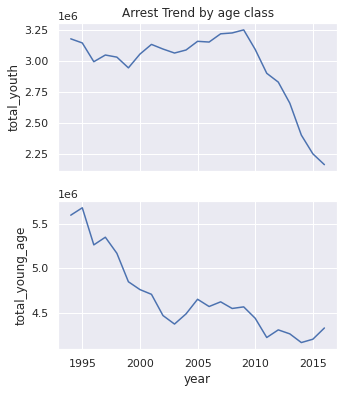 Arrest Trend by age class
1e6
3.25
3.00
2.75
2.50
2.25
total_youth
1e6
5.5
5.0
4.5
total_young_age
1995 2000 2005 2010 2015
year